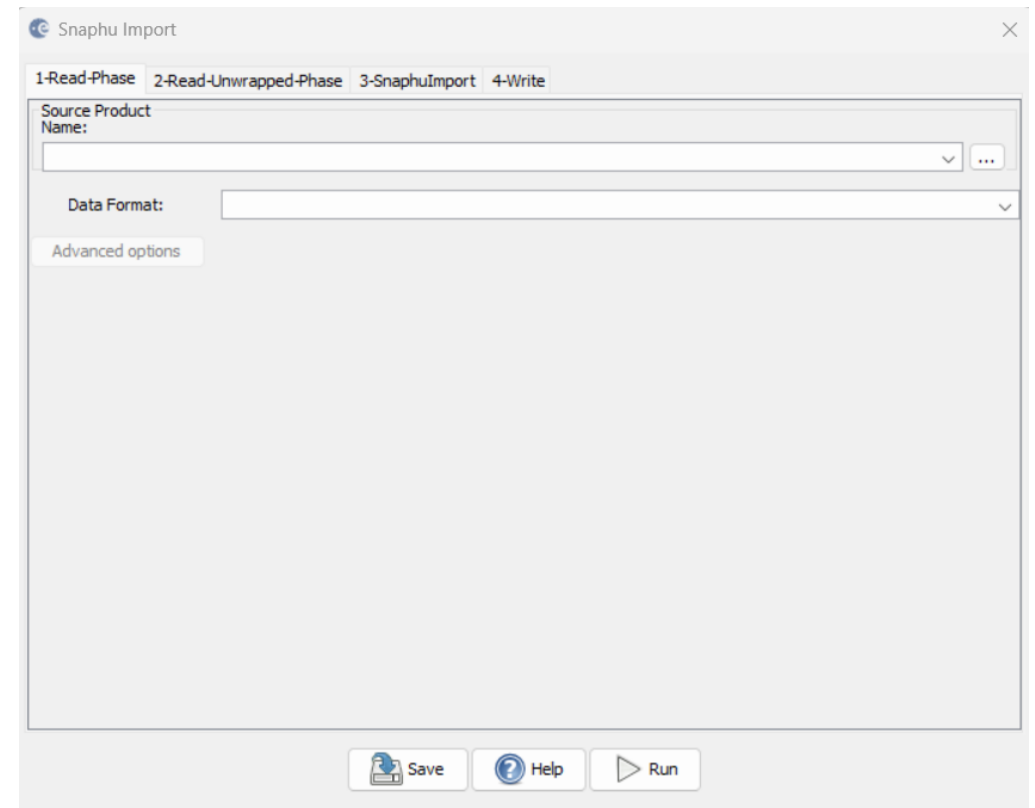 Snaphu Import
1-Read-Phase 2-Read-Unwrapped-Phase 3-SnaphuImport 4-Write
Source Product
Name:
...
Data Format:
Advanced options
Save Help Run